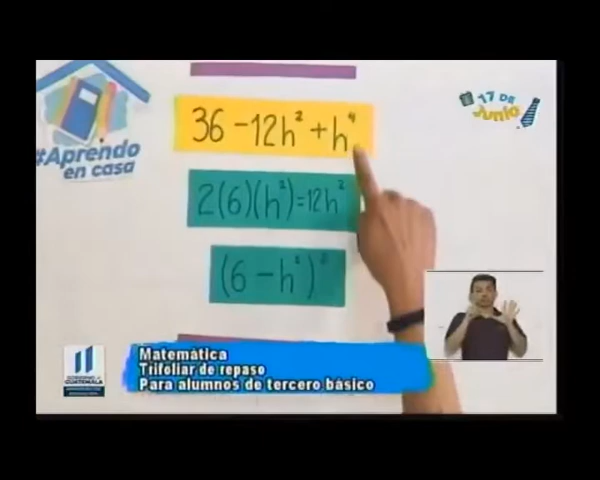 #Aprendo
en casa
17 DE
Junio
36 - 12h² + h⁴
2(6)(h²) = 12h²
(6 - h²)²
GUATEMALA
Matemática
Trifoliar de repaso
Para alumnos de tercero básico